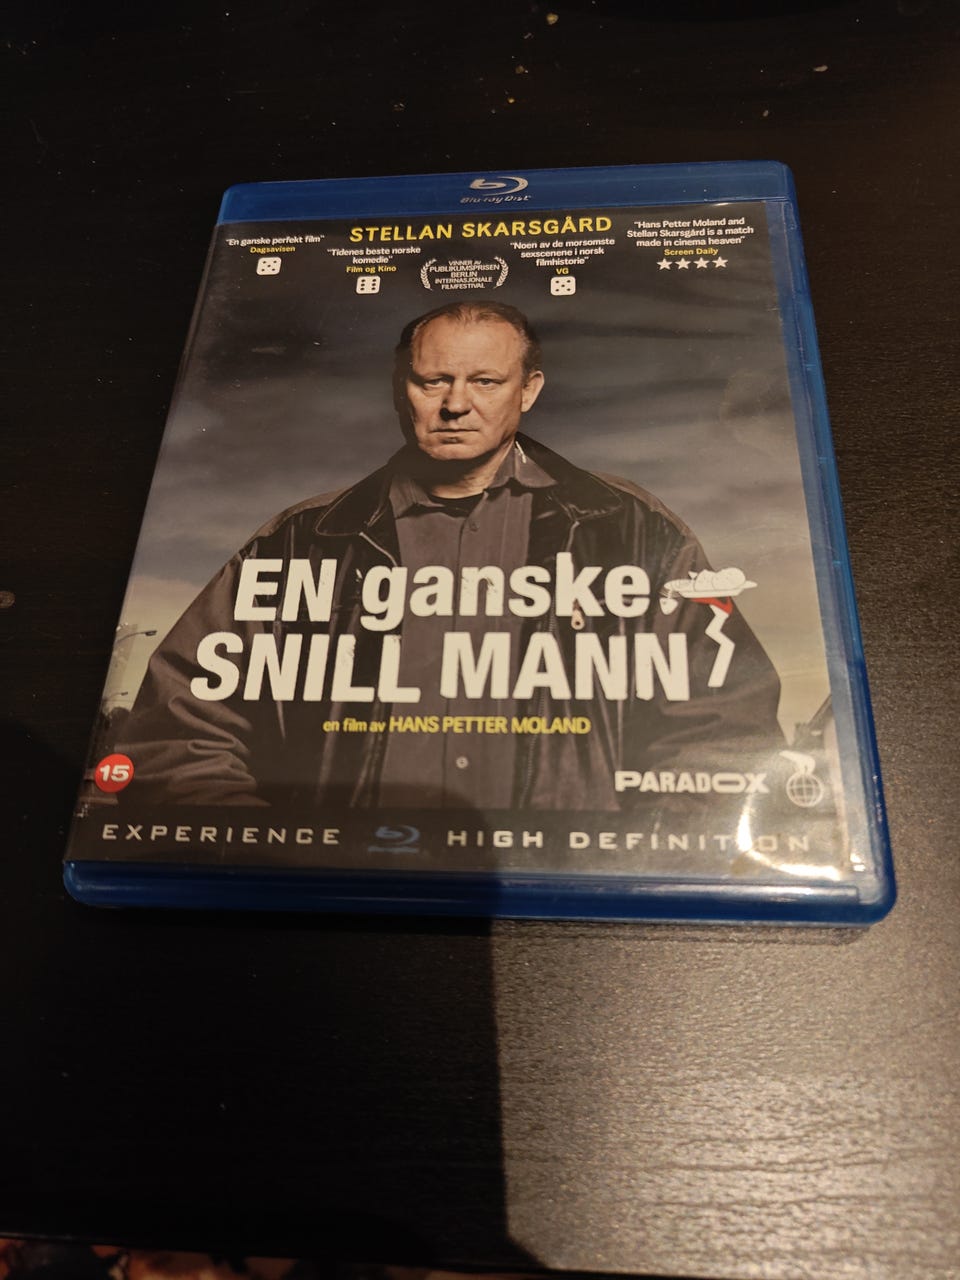 Blu-ray Disc
STELLAN SKARSGÅRD
"En ganske perfekt film"
Dagsavisen
"Tidenes beste norske
komedie"
Film og Kino
VINNER AV
PUBLIKUMSPRISEN
BERLIN
INTERNASJONALE
FILMFESTIVAL
"Noen av de morsomste
sexscenene i norsk
filmhistorie"
VG
"Hans Petter Moland and
Stellan Skarsgård is a match
made in cinema heaven"
Screen Daily
EN ganske
SNILL MANN
en film av HANS PETTER MOLAND
15
PARADOX
EXPERIENCE HIGH DEFINITION